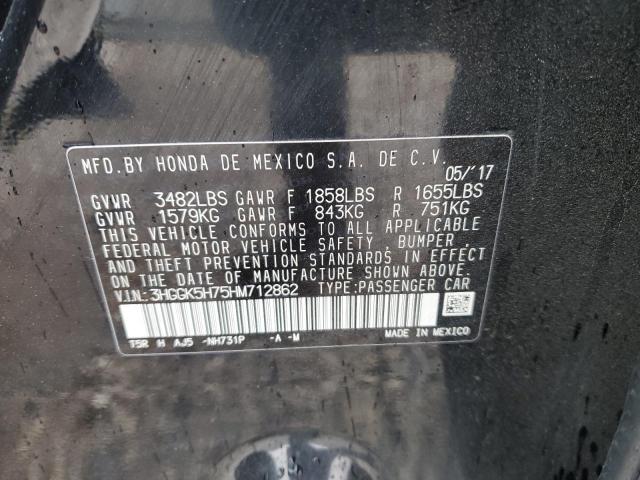 MFD.BY HONDA DE MEXICO S.A. DE C.V.
05/'17
GVWR 3482LBS GAWR F 1858LBS R 1655LBS
GVWR 1579KG GAWR F 843KG R 751KG
THIS VEHICLE CONFORMS TO ALL APPLICABLE
FEDERAL MOTOR VEHICLE SAFETY , BUMPER ,
AND THEFT PREVENTION STANDARDS IN EFFECT
ON THE DATE OF MANUFACTURE SHOWN ABOVE.
V.I.N:3HGGK5H75HM712862 TYPE:PASSENGER CAR
T5R H AJ5 -NH731P -A -M MADE IN MEXICO